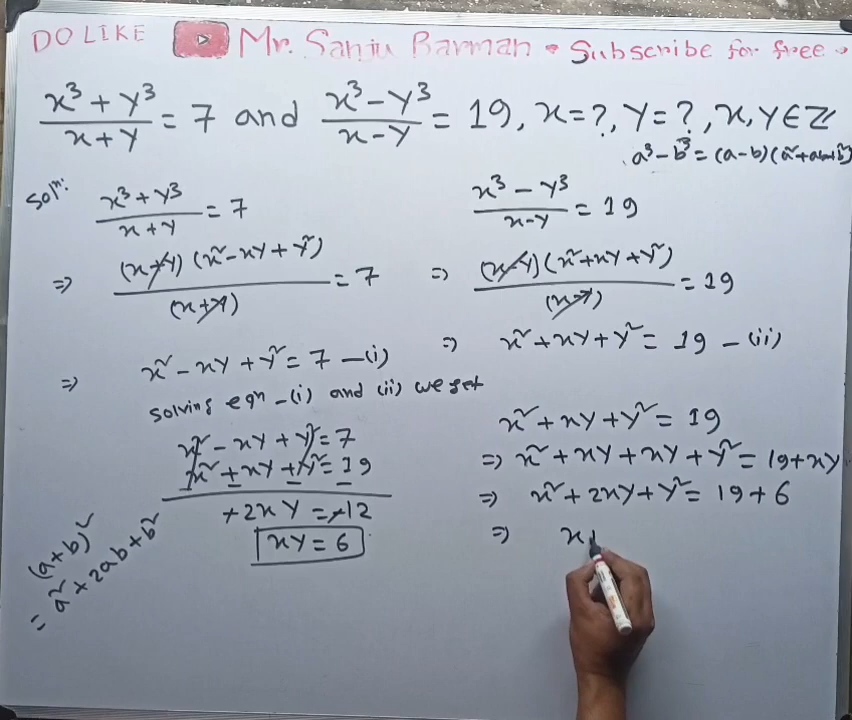 DO LIKE Mr. Sanju Barman • Subscribe for free →
x³ + y³ / x + y = 7 and x³ - y³ / x - y = 19, x = ?, y = ?, x, y ∈ ℤ
a³ - b³ = (a-b)(a²+ab+b²)
Solⁿ: x³ + y³ / x + y = 7
⇒ (x+y) (x² - xy + y²) / (x+y) = 7
⇒ x² - xy + y² = 7 —(i)
x³ - y³ / x-y = 19
⇒ (x-y) (x² + xy + y²) / (x-y) = 19
⇒ x² + xy + y² = 19 —(ii)
Solving eqⁿ -(i) and (ii) we get
x² - xy + y² = 7
x² + xy + y² = 19
- - - -
+2xy = +12
xy = 6
(a+b)²
= a² + 2ab + b²
x² + xy + y² = 19
⇒ x² + xy + xy + y² = 19 + xy
⇒ x² + 2xy + y² = 19 + 6
⇒ x